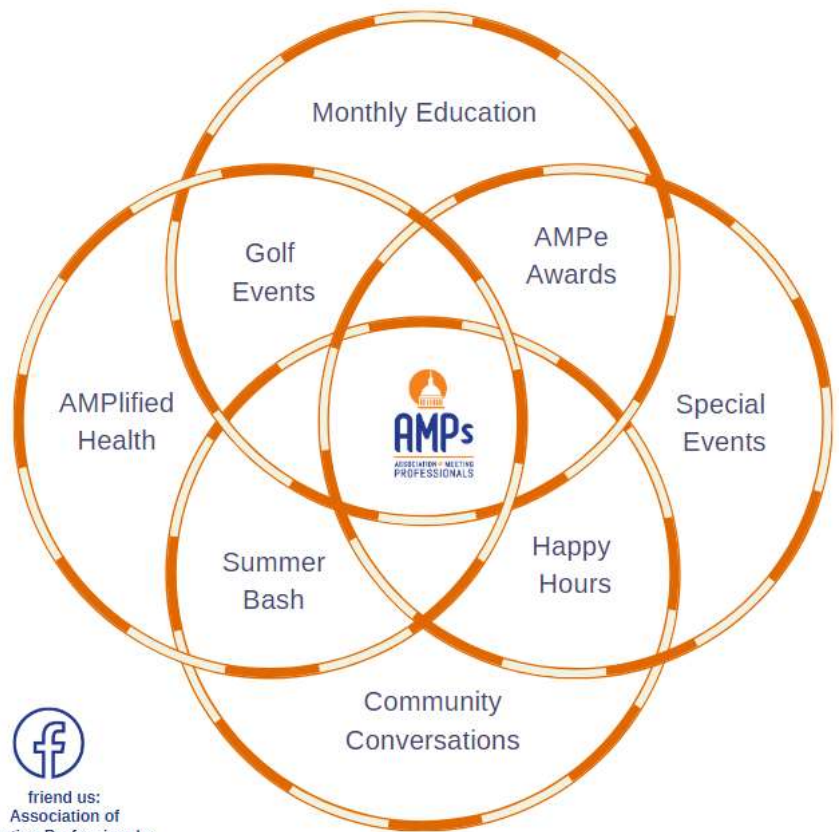 Monthly Education
Golf
Events
AMPe
Awards
AMPlified
Health
AMPs
ASSOCIATION OF MEETING
PROFESSIONALS
Special
Events
Summer
Bash
Happy
Hours
Community
Conversations
friend us:
Association of